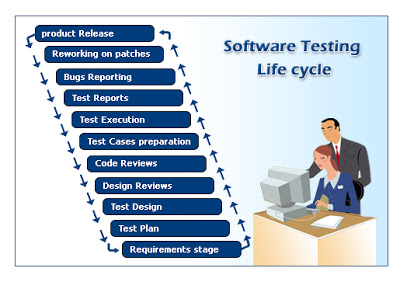 product Release
Reworking on patches
Bugs Reporting
Test Reports
Test Execution
Test Cases preparation
Code Reviews
Design Reviews
Test Design
Test Plan
Requirements stage
Software Testing
Life cycle